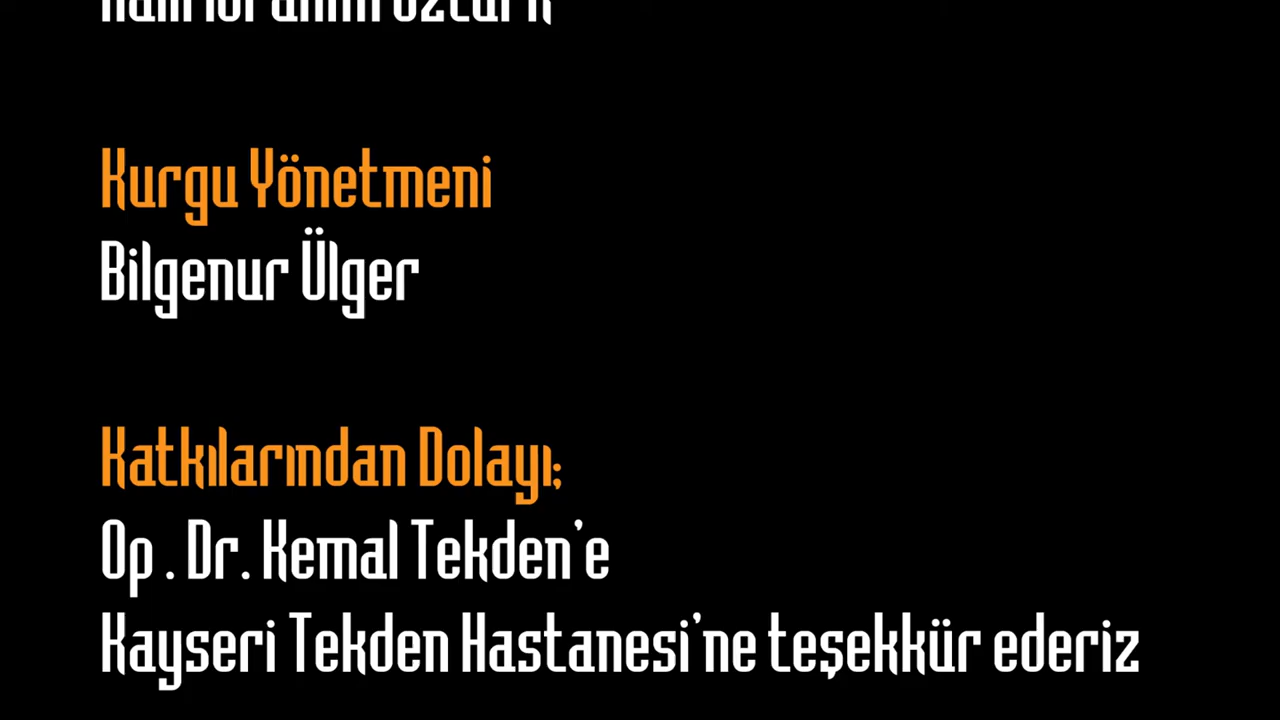 Kurgu Yönetmeni
Bilgenur Ülger
Katkılarından Dolayı;
Op . Dr. Kemal Tekden'e
Kayseri Tekden Hastanesi'ne teşekkür ederiz